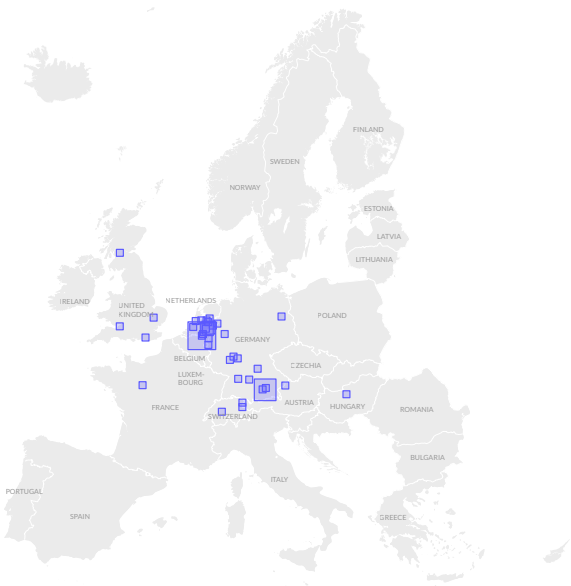 FINLAND
SWEDEN
NORWAY
ESTONIA
LATVIA
LITHUANIA
IRELAND
UNITED
KINGDOM
NETHERLANDS
POLAND
GERMANY
BELGIUM
CZECHIA
LUXEM-
BOURG
FRANCE
AUSTRIA
HUNGARY
ROMANIA
SWITZERLAND
BULGARIA
ITALY
PORTUGAL
SPAIN
GREECE